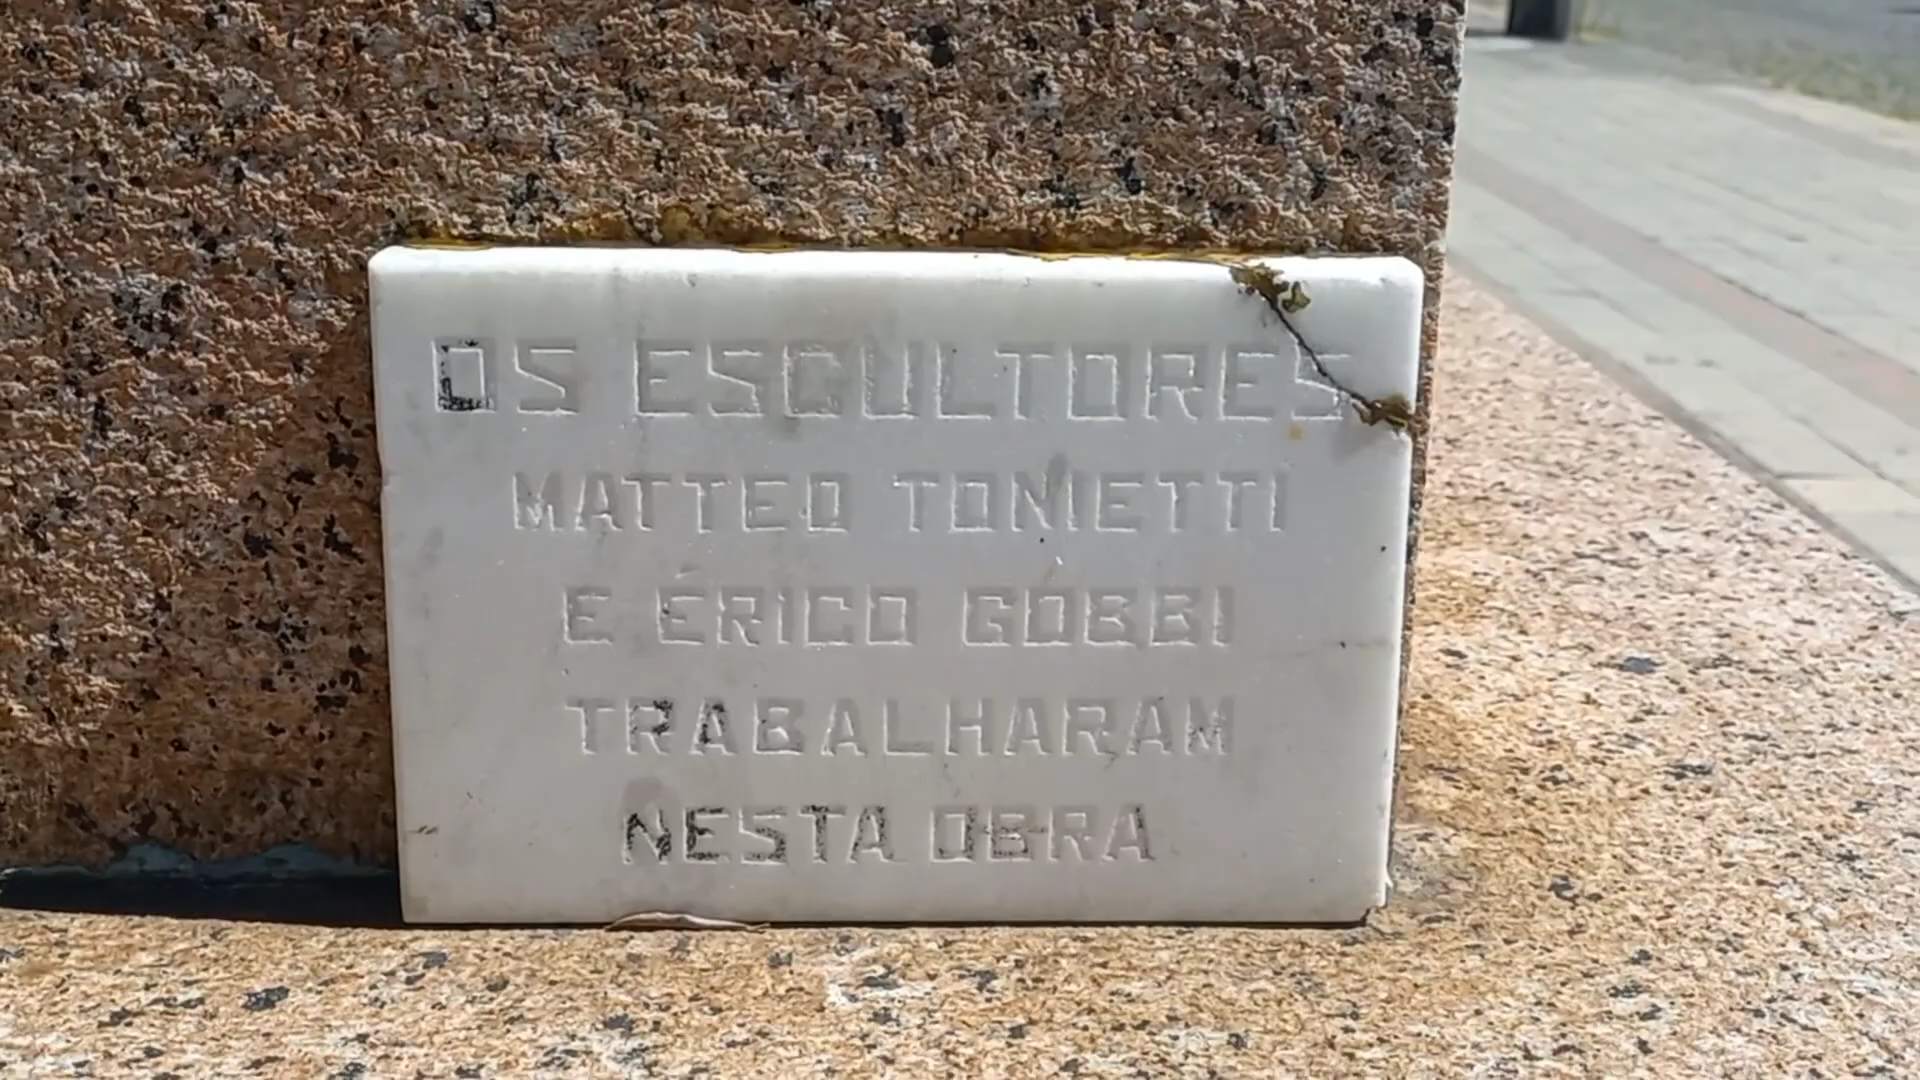 OS ESCULTORES
MATTEO TONIETTI
E ÉRICO GOBBI
TRABALHARAM
NESTA OBRA